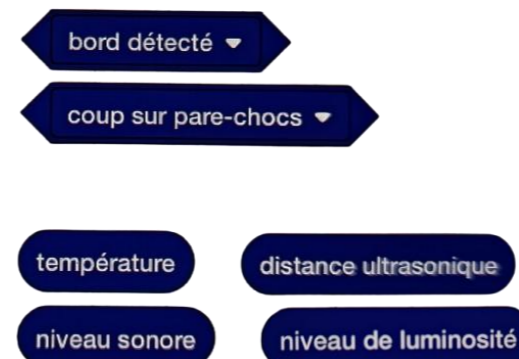 bord détecté
coup sur pare-chocs
température
distance ultrasonique
niveau sonore
niveau de luminosité